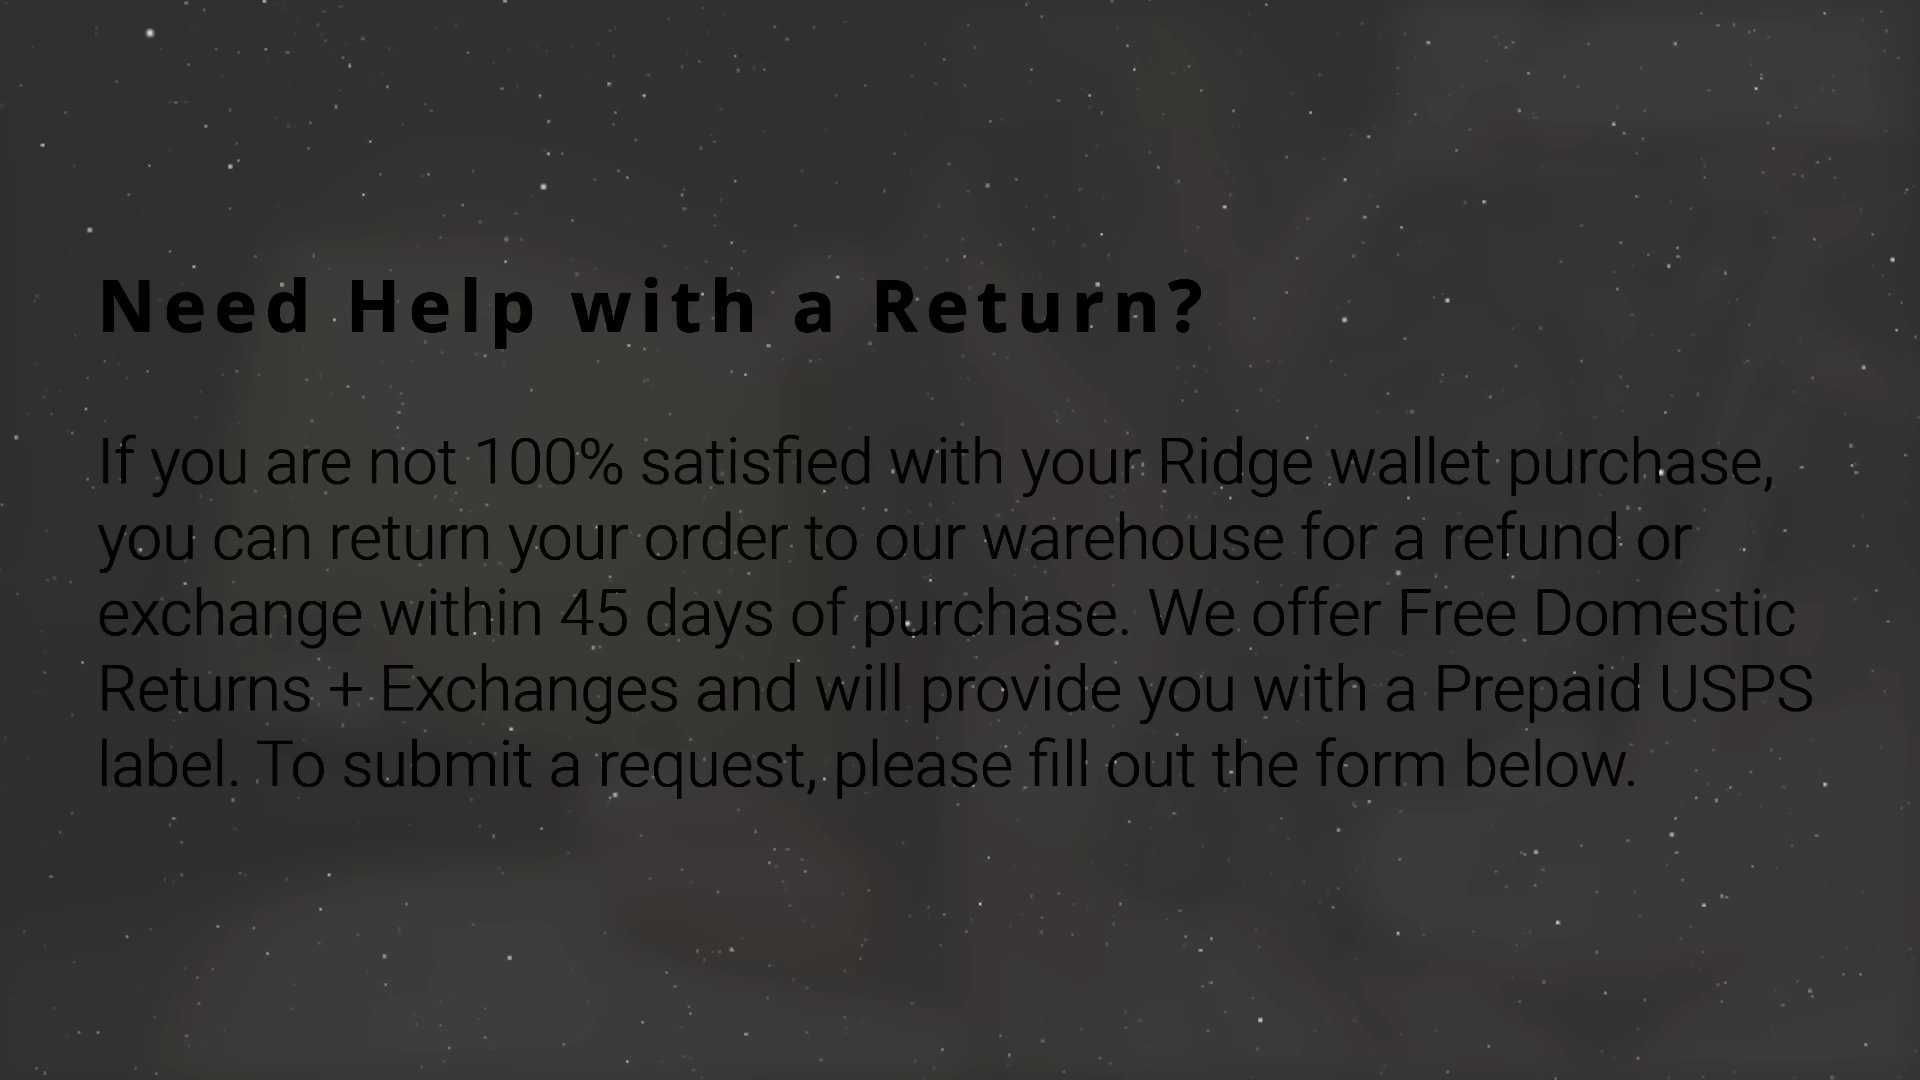 Need Help with a Return?
If you are not 100% satisfied with your Ridge wallet purchase,
you can return your order to our warehouse for a refund or
exchange within 45 days of purchase. We offer Free Domestic
Returns + Exchanges and will provide you with a Prepaid USPS
label. To submit a request, please fill out the form below.